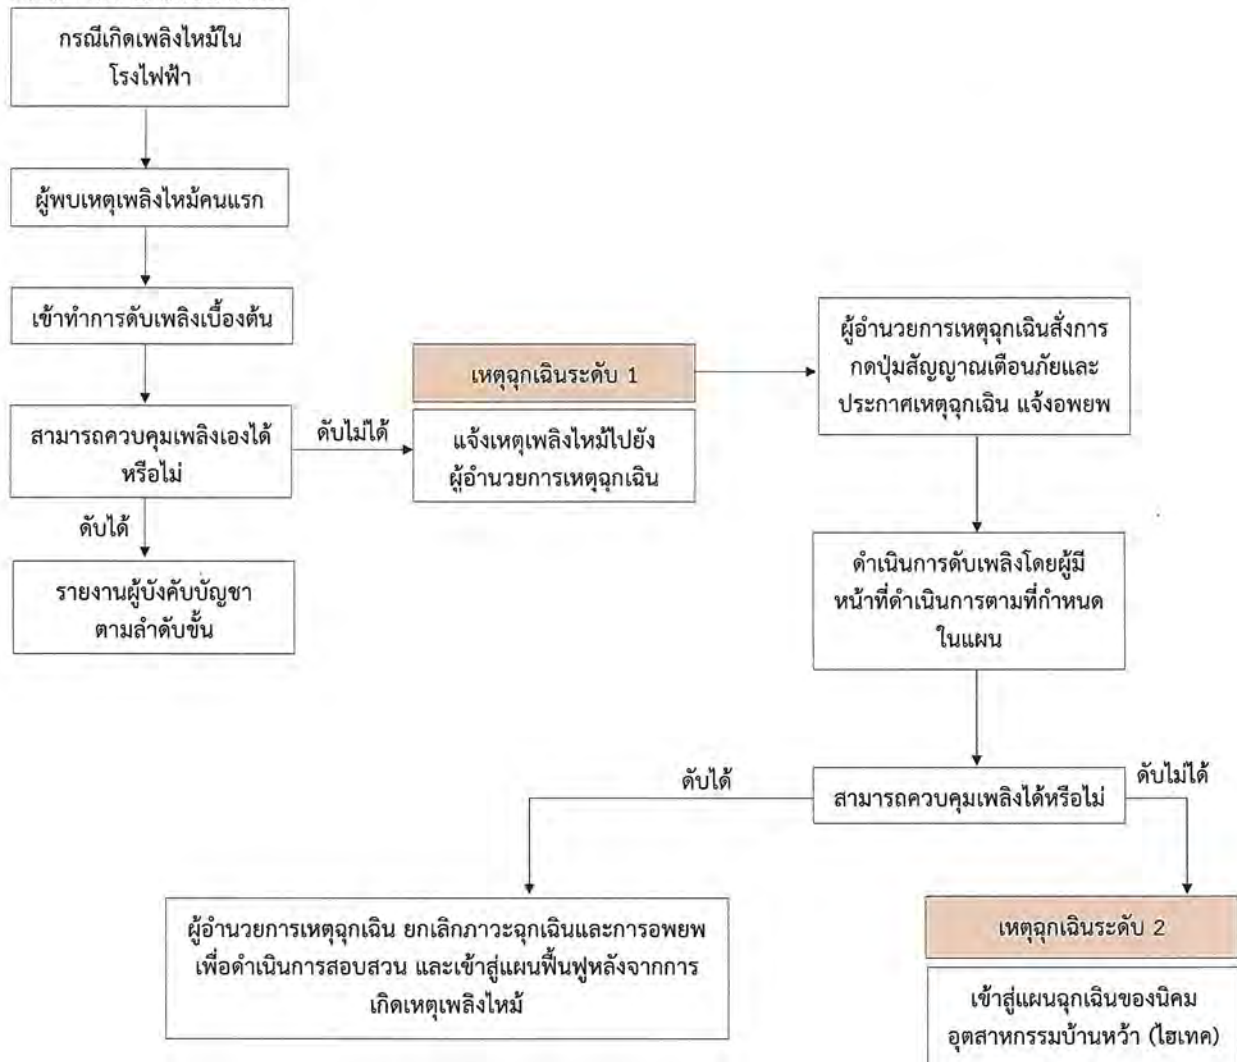 กรณีเกิดเพลิงไหม้ใน
โรงไฟฟ้า
ผู้พบเหตุเพลิงไหม้คนแรก
เข้าทำการดับเพลิงเบื้องต้น
สามารถควบคุมเพลิงเองได้
หรือไม่
ดับได้
รายงานผู้บังคับบัญชา
ตามลำดับขั้น
ดับไม่ได้
เหตุฉุกเฉินระดับ 1
แจ้งเหตุเพลิงไหม้ไปยัง
ผู้อำนวยการเหตุฉุกเฉิน
ผู้อำนวยการเหตุฉุกเฉินสั่งการ
กดปุ่มสัญญาณเตือนภัยและ
ประกาศเหตุฉุกเฉิน แจ้งอพยพ
ดำเนินการดับเพลิงโดยผู้มี
หน้าที่ดำเนินการตามที่กำหนด
ในแผน
สามารถควบคุมเพลิงได้หรือไม่
ดับได้
ผู้อำนวยการเหตุฉุกเฉิน ยกเลิกภาวะฉุกเฉินและการอพยพ
เพื่อดำเนินการสอบสวน และเข้าสู่แผนฟื้นฟูหลังจากการ
เกิดเหตุเพลิงไหม้
ดับไม่ได้
เหตุฉุกเฉินระดับ 2
เข้าสู่แผนฉุกเฉินของนิคม
อุตสาหกรรมบ้านหว้า (ไฮเทค)